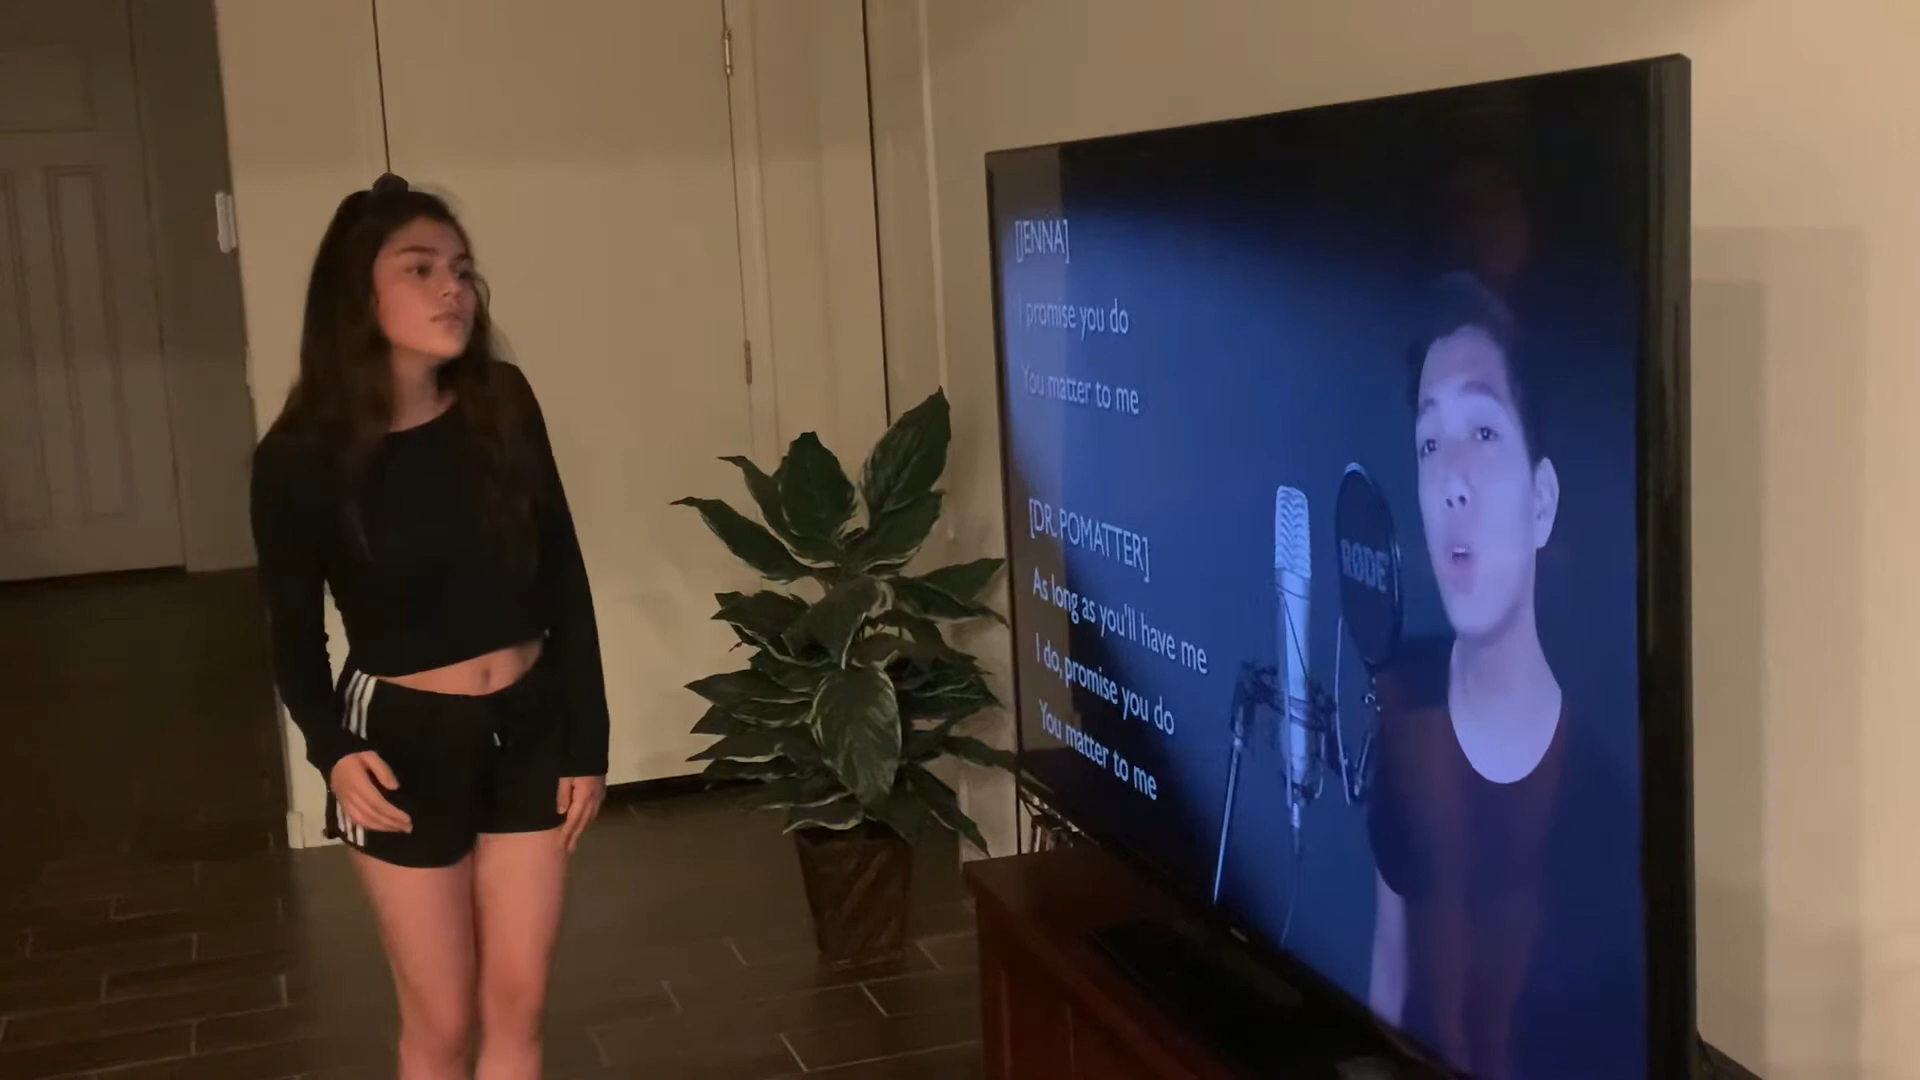 [JENNA]
I promise you do
You matter to me
[DR. POMATTER]
As long as you'll have me
I do, promise you do
You matter to me
RØDE